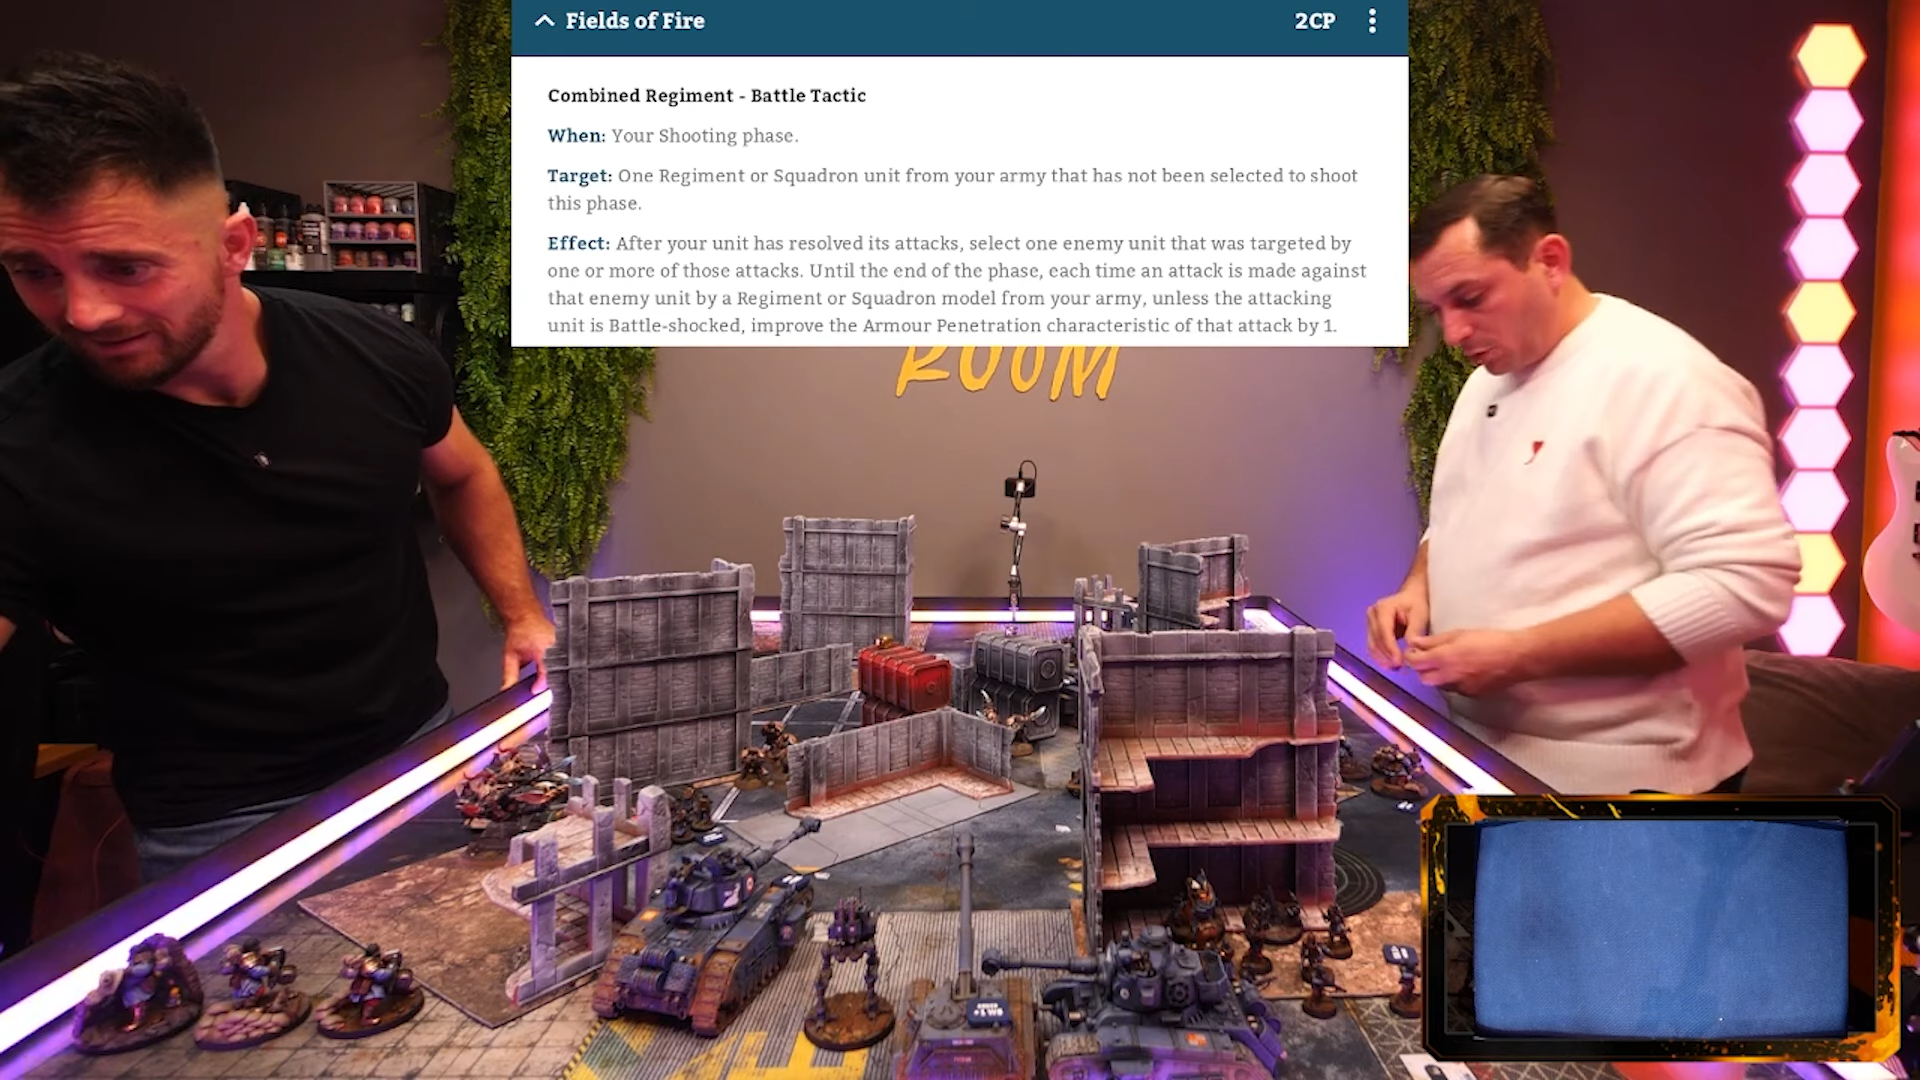 Fields of Fire 2CP
Combined Regiment - Battle Tactic
When: Your Shooting phase.
Target: One Regiment or Squadron unit from your army that has not been selected to shoot
this phase.
Effect: After your unit has resolved its attacks, select one enemy unit that was targeted by
one or more of those attacks. Until the end of the phase, each time an attack is made against
that enemy unit by a Regiment or Squadron model from your army, unless the attacking
unit is Battle-shocked, improve the Armour Penetration characteristic of that attack by 1.
ROOM